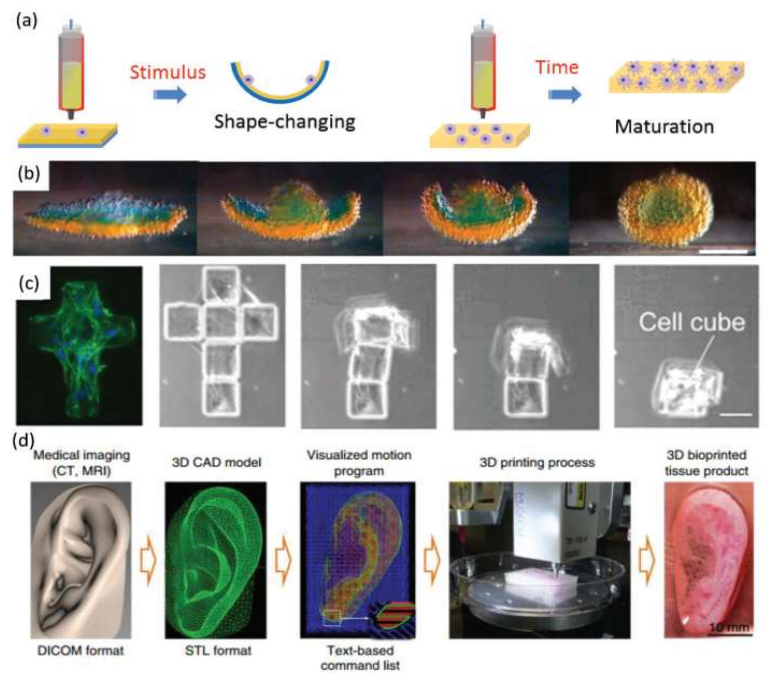 (a)
Stimulus
Shape-changing
Time
Maturation
(b)
(c)
Cell cube
(d)
Medical imaging
(CT, MRI)
3D CAD model
Visualized motion
program
3D printing process
3D bioprinted
tissue product
DICOM format
STL format
Text-based
command list
10 mm